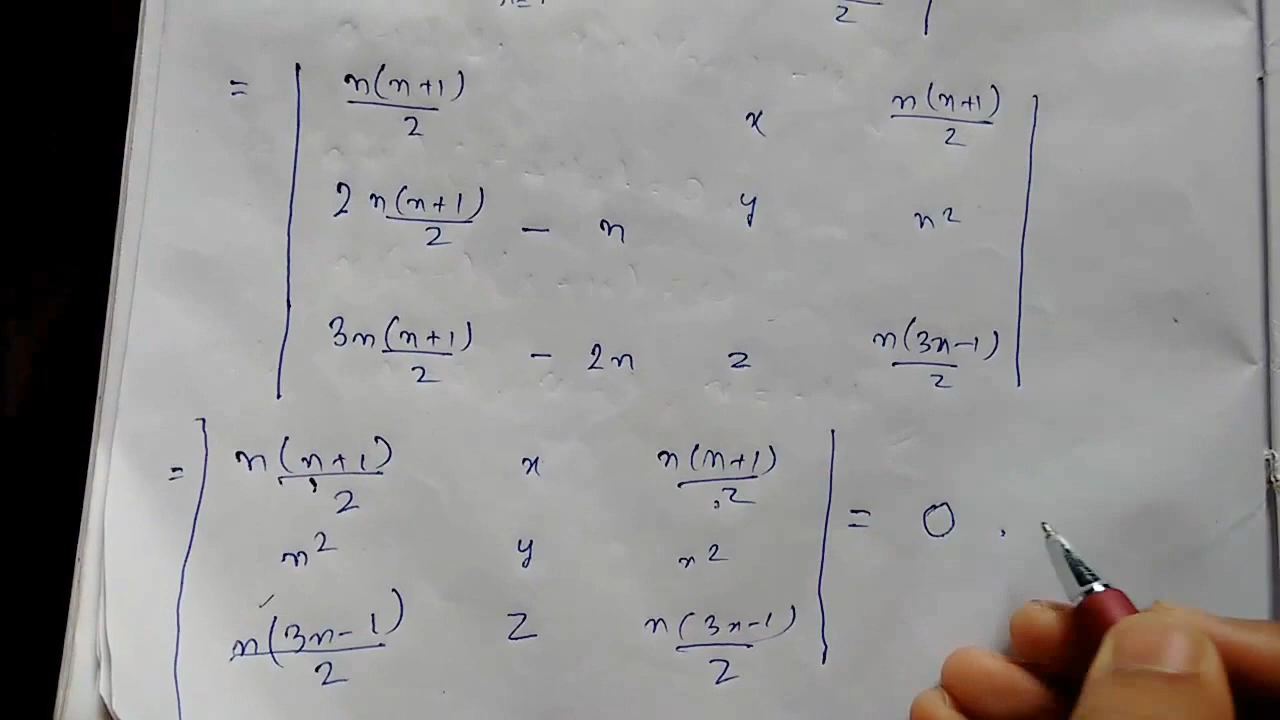 2
= | n(n+1)/2 x n(n+1)/2 |
| 2 n(n+1)/2 - n y n² |
| 3n(n+1)/2 - 2n z n(3n-1)/2 |
= | n(n+1)/2 x n(n+1)/2 |
| n² y n² | = 0 .
| n(3n-1)/2 z n(3n-1)/2 |